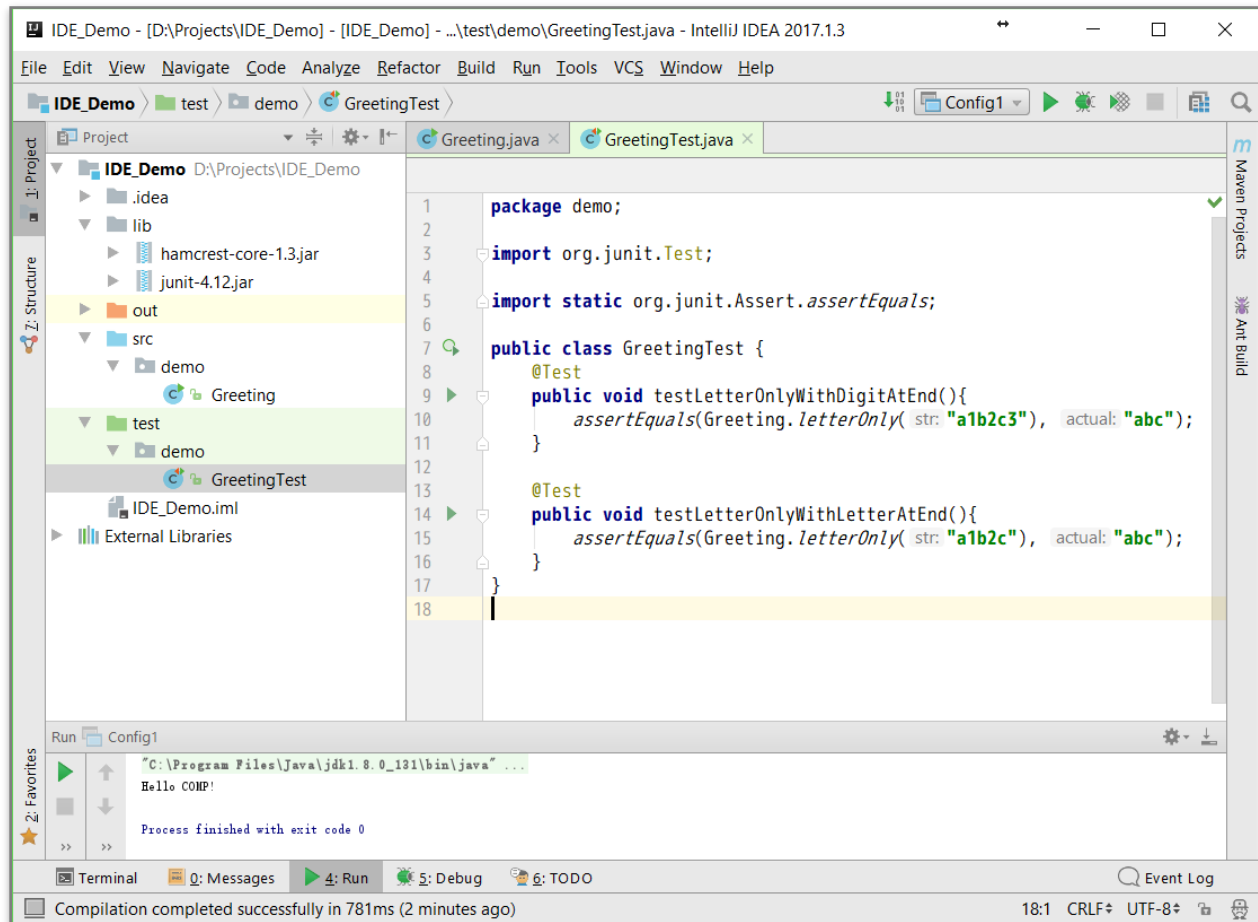 IDE_Demo - [D:\Projects\IDE_Demo] - [IDE_Demo] - ...\test\demo\GreetingTest.java - IntelliJ IDEA 2017.1.3
File Edit View Navigate Code Analyze Refactor Build Run Tools VCS Window Help
IDE_Demo test demo GreetingTest
Config1
Project
Greeting.java
GreetingTest.java
1: Project
7: Structure
2: Favorites
IDE_Demo D:\Projects\IDE_Demo
.idea
lib
hamcrest-core-1.3.jar
junit-4.12.jar
out
src
demo
Greeting
test
demo
GreetingTest
IDE_Demo.iml
External Libraries
1 package demo;
2
3 import org.junit.Test;
4
5 import static org.junit.Assert.assertEquals;
6
7 public class GreetingTest {
8 @Test
9 public void testLetterOnlyWithDigitAtEnd(){
10 assertEquals(Greeting.letterOnly( str: "a1b2c3"), actual: "abc");
11 }
12
13 @Test
14 public void testLetterOnlyWithLetterAtEnd(){
15 assertEquals(Greeting.letterOnly( str: "a1b2c"), actual: "abc");
16 }
17 }
18
Maven Projects
Ant Build
Run Config1
"C:\Program Files\Java\jdk1.8.0_131\bin\java" ...
Hello COMP!
Process finished with exit code 0
Terminal 0: Messages 4: Run 5: Debug 6: TODO Event Log
Compilation completed successfully in 781ms (2 minutes ago) 18:1 CRLF UTF-8